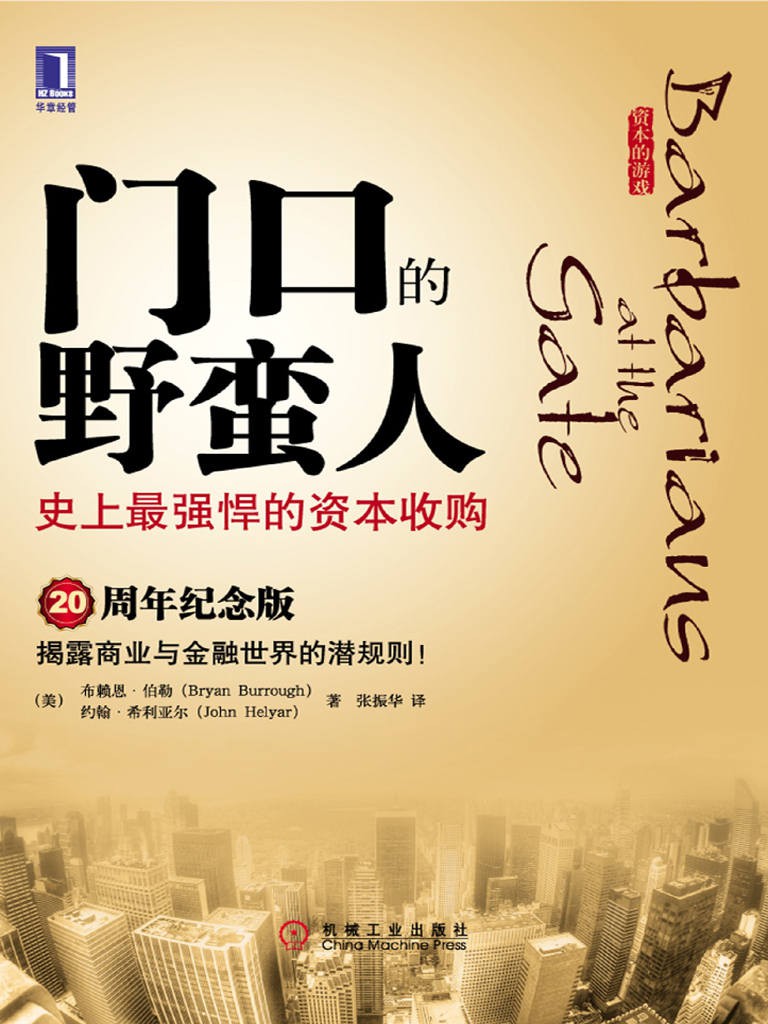 HZ BOOKS
华章经管
资本的游戏
Barbarians
at the
Gate
门口的
野蛮人
史上最强悍的资本收购
20周年纪念版
揭露商业与金融世界的潜规则！
（美） 布赖恩·伯勒（Bryan Burrough）
约翰·希利亚尔（John Helyar） 著 张振华 译
机械工业出版社
China Machine Press